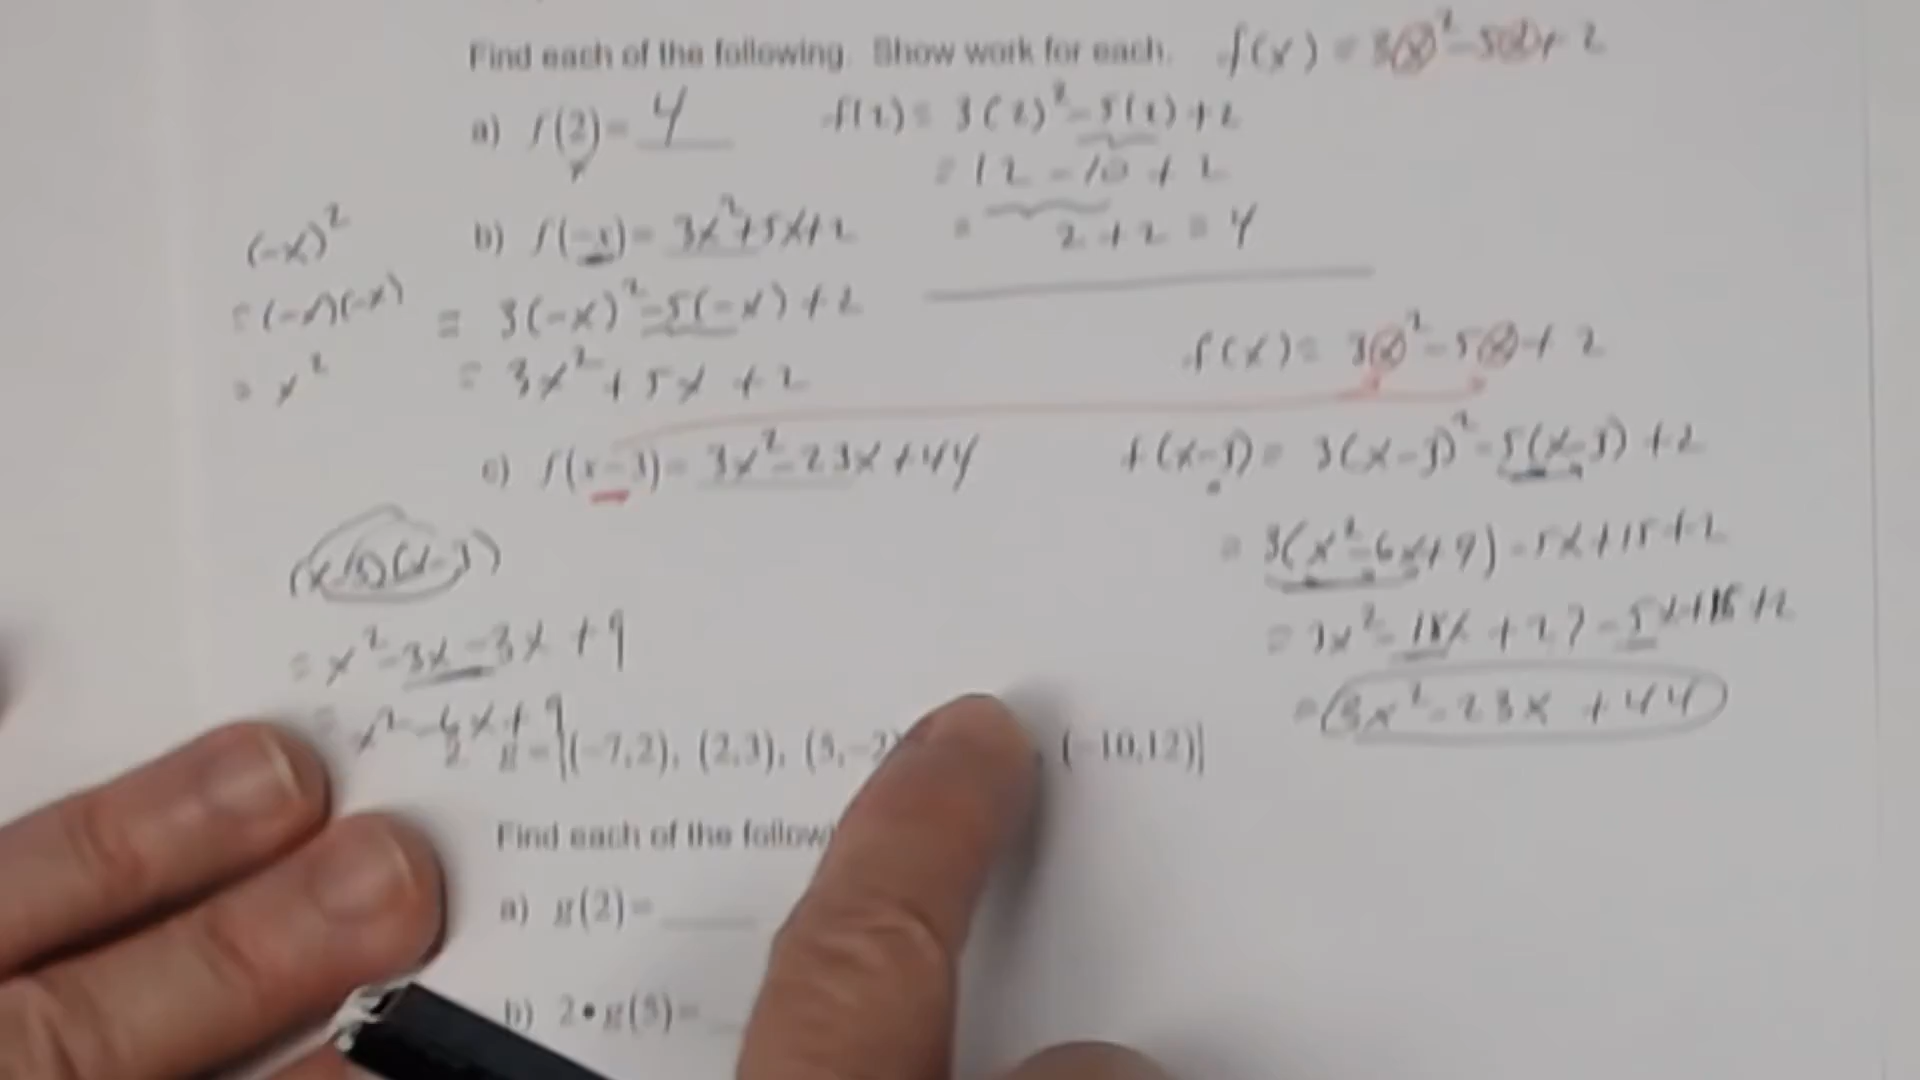 Find each of the following. Show work for each. f(x) = 3(x)² - 5(x) + 2
a) f(2) = 4 f(2) = 3(2)² - 5(2) + 2
x = 12 - 10 + 2
(-x)² b) f(-x) = 3x² + 5x + 2 = 2 + 2 = 4
= (-x)(-x) = 3(-x)² - 5(-x) + 2
f(x) = 3(x)² - 5(x) + 2
= x² = 3x² + 5x + 2
c) f(x-3) = 3x² - 23x + 44 f(x-3) = 3(x-3)² - 5(x-3) + 2
(x-3)(x-3) = 3(x² - 6x + 9) - 5x + 15 + 2
= x² - 3x - 3x + 9 = 3x² - 18x + 27 - 5x + 15 + 2
= x² - 6x + 9 = 3x² - 23x + 44
2 g = {(-7,2), (2,3), (5,-2) (-10,12)}
Find each of the
a) g(2) =
b) 2•g(5) =